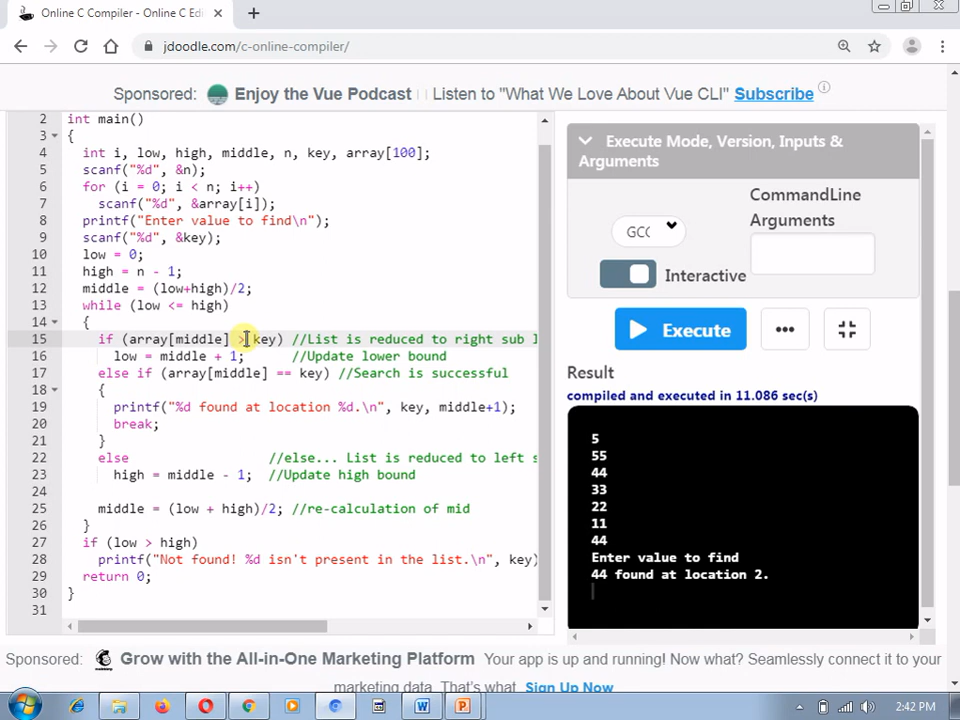 Online C Compiler - Online C Edi
jdoodle.com/c-online-compiler/
Sponsored: Enjoy the Vue Podcast Listen to "What We Love About Vue CLI" Subscribe
2 int main()
3 {
4 int i, low, high, middle, n, key, array[100];
5 scanf("%d", &n);
6 for (i = 0; i < n; i++)
7 scanf("%d", &array[i]);
8 printf("Enter value to find\n");
9 scanf("%d", &key);
10 low = 0;
11 high = n - 1;
12 middle = (low+high)/2;
13 while (low <= high)
14 {
15 if (array[middle] > key) //List is reduced to right sub l
16 low = middle + 1; //Update lower bound
17 else if (array[middle] == key) //Search is successful
18 {
19 printf("%d found at location %d.\n", key, middle+1);
20 break;
21 }
22 else //else... List is reduced to left s
23 high = middle - 1; //Update high bound
24
25 middle = (low + high)/2; //re-calculation of mid
26 }
27 if (low > high)
28 printf("Not found! %d isn't present in the list.\n", key)
29 return 0;
30 }
31
Execute Mode, Version, Inputs &
Arguments
CommandLine
Arguments
GCC
Interactive
Execute
Result
compiled and executed in 11.086 sec(s)
5
55
44
33
22
11
44
Enter value to find
44 found at location 2.
Sponsored: Grow with the All-in-One Marketing Platform Your app is up and running! Now what? Seamlessly connect it to your
marketing data. That's what. Sign Up Now
2:42 PM